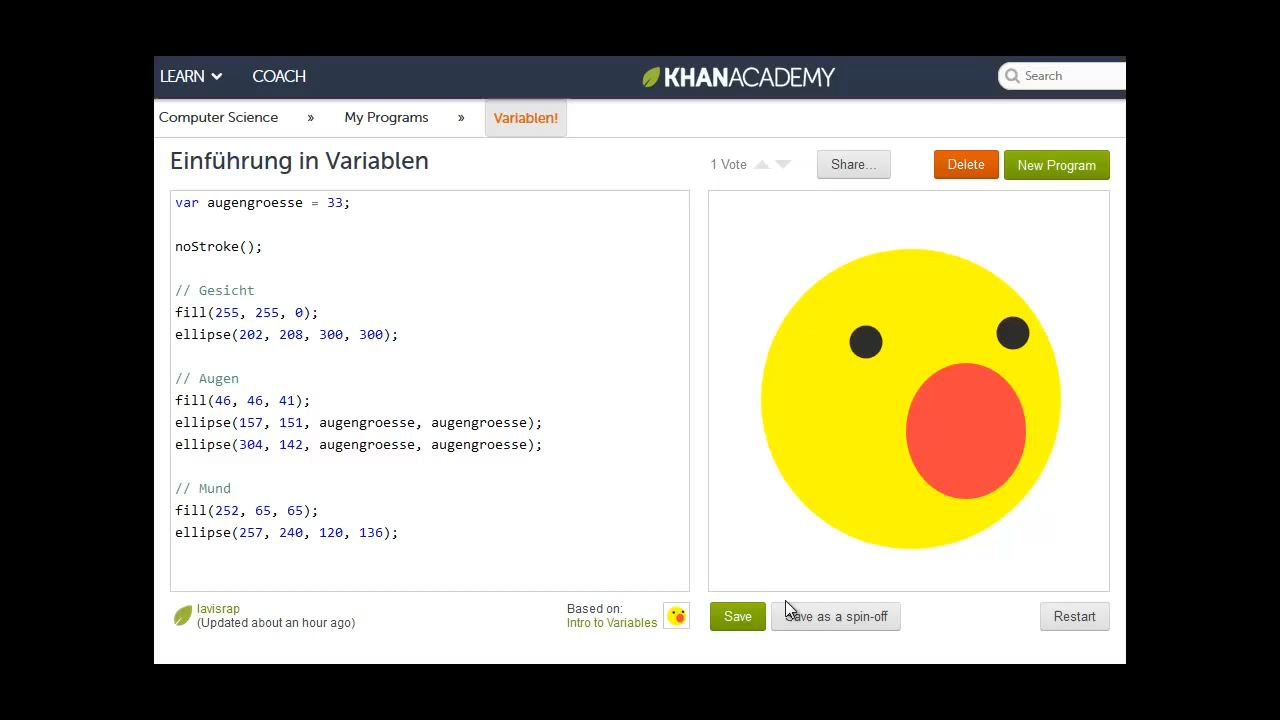 LEARN COACH KHANACADEMY Search
Computer Science » My Programs » Variablen!
Einführung in Variablen
1 Vote Share... Delete New Program
var augengroesse = 33;
noStroke();
// Gesicht
fill(255, 255, 0);
ellipse(202, 208, 300, 300);
// Augen
fill(46, 46, 41);
ellipse(157, 151, augengroesse, augengroesse);
ellipse(304, 142, augengroesse, augengroesse);
// Mund
fill(252, 65, 65);
ellipse(257, 240, 120, 136);
lavisrap
(Updated about an hour ago)
Based on:
Intro to Variables
Save Save as a spin-off Restart